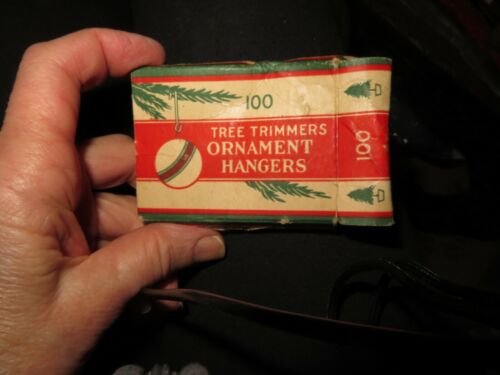 100
TREE TRIMMERS
ORNAMENT
HANGERS
100